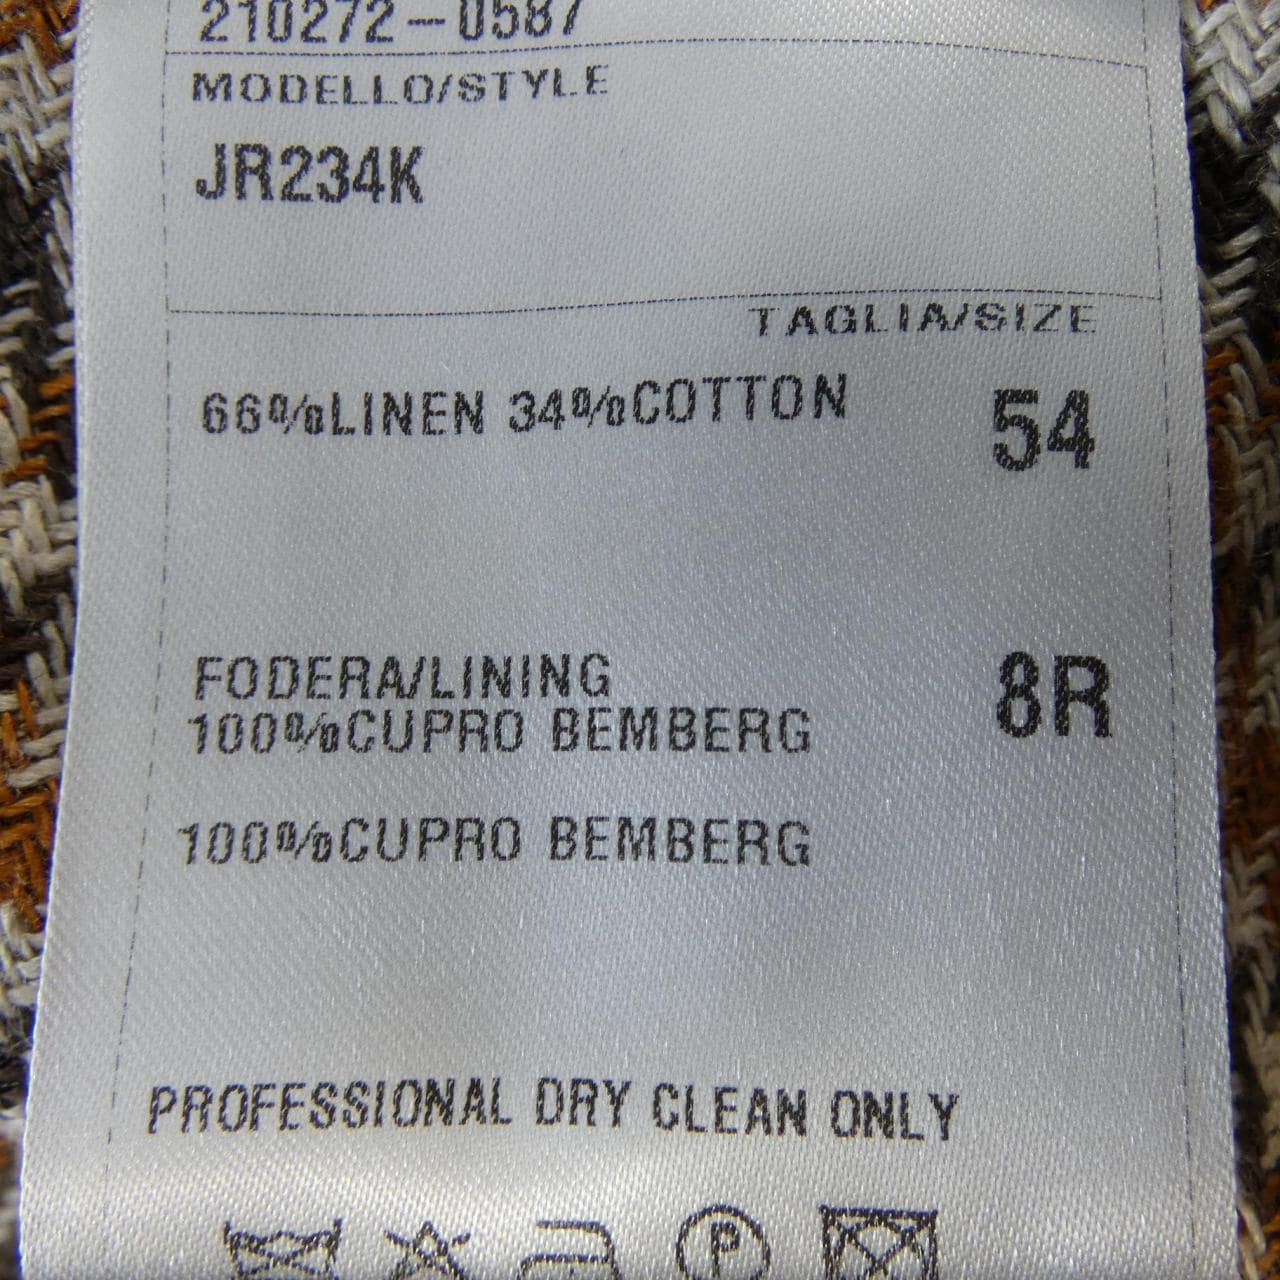 210272-0587
MODELLO/STYLE
JR234K
TAGLIA/SIZE
66%LINEN 34%COTTON 54
FODERA/LINING
100%CUPRO BEMBERG 8R
100%CUPRO BEMBERG
PROFESSIONAL DRY CLEAN ONLY
P